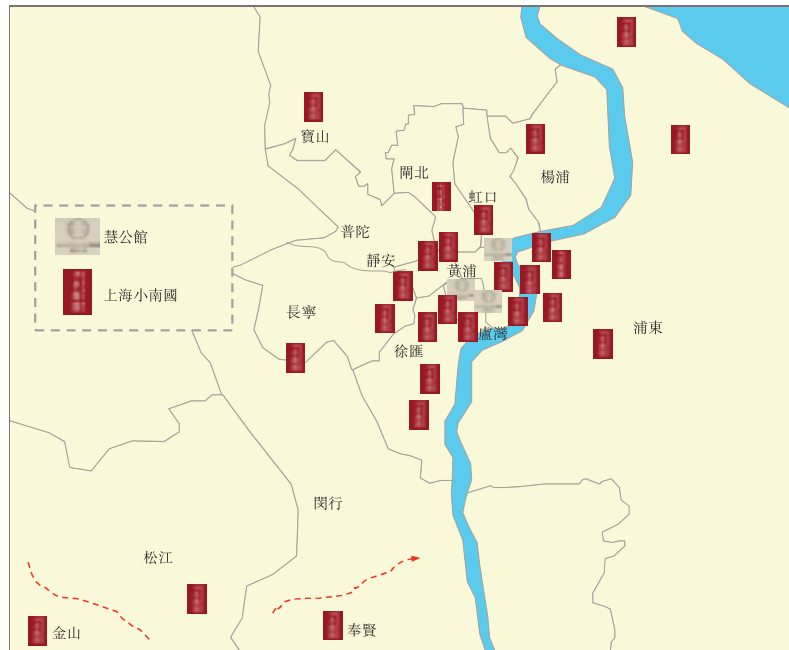 寶山
閘北
楊浦
虹口
普陀
慧公館
靜安
黃浦
上海小南國
長寧
浦東
盧灣
徐匯
閔行
松江
奉賢
金山